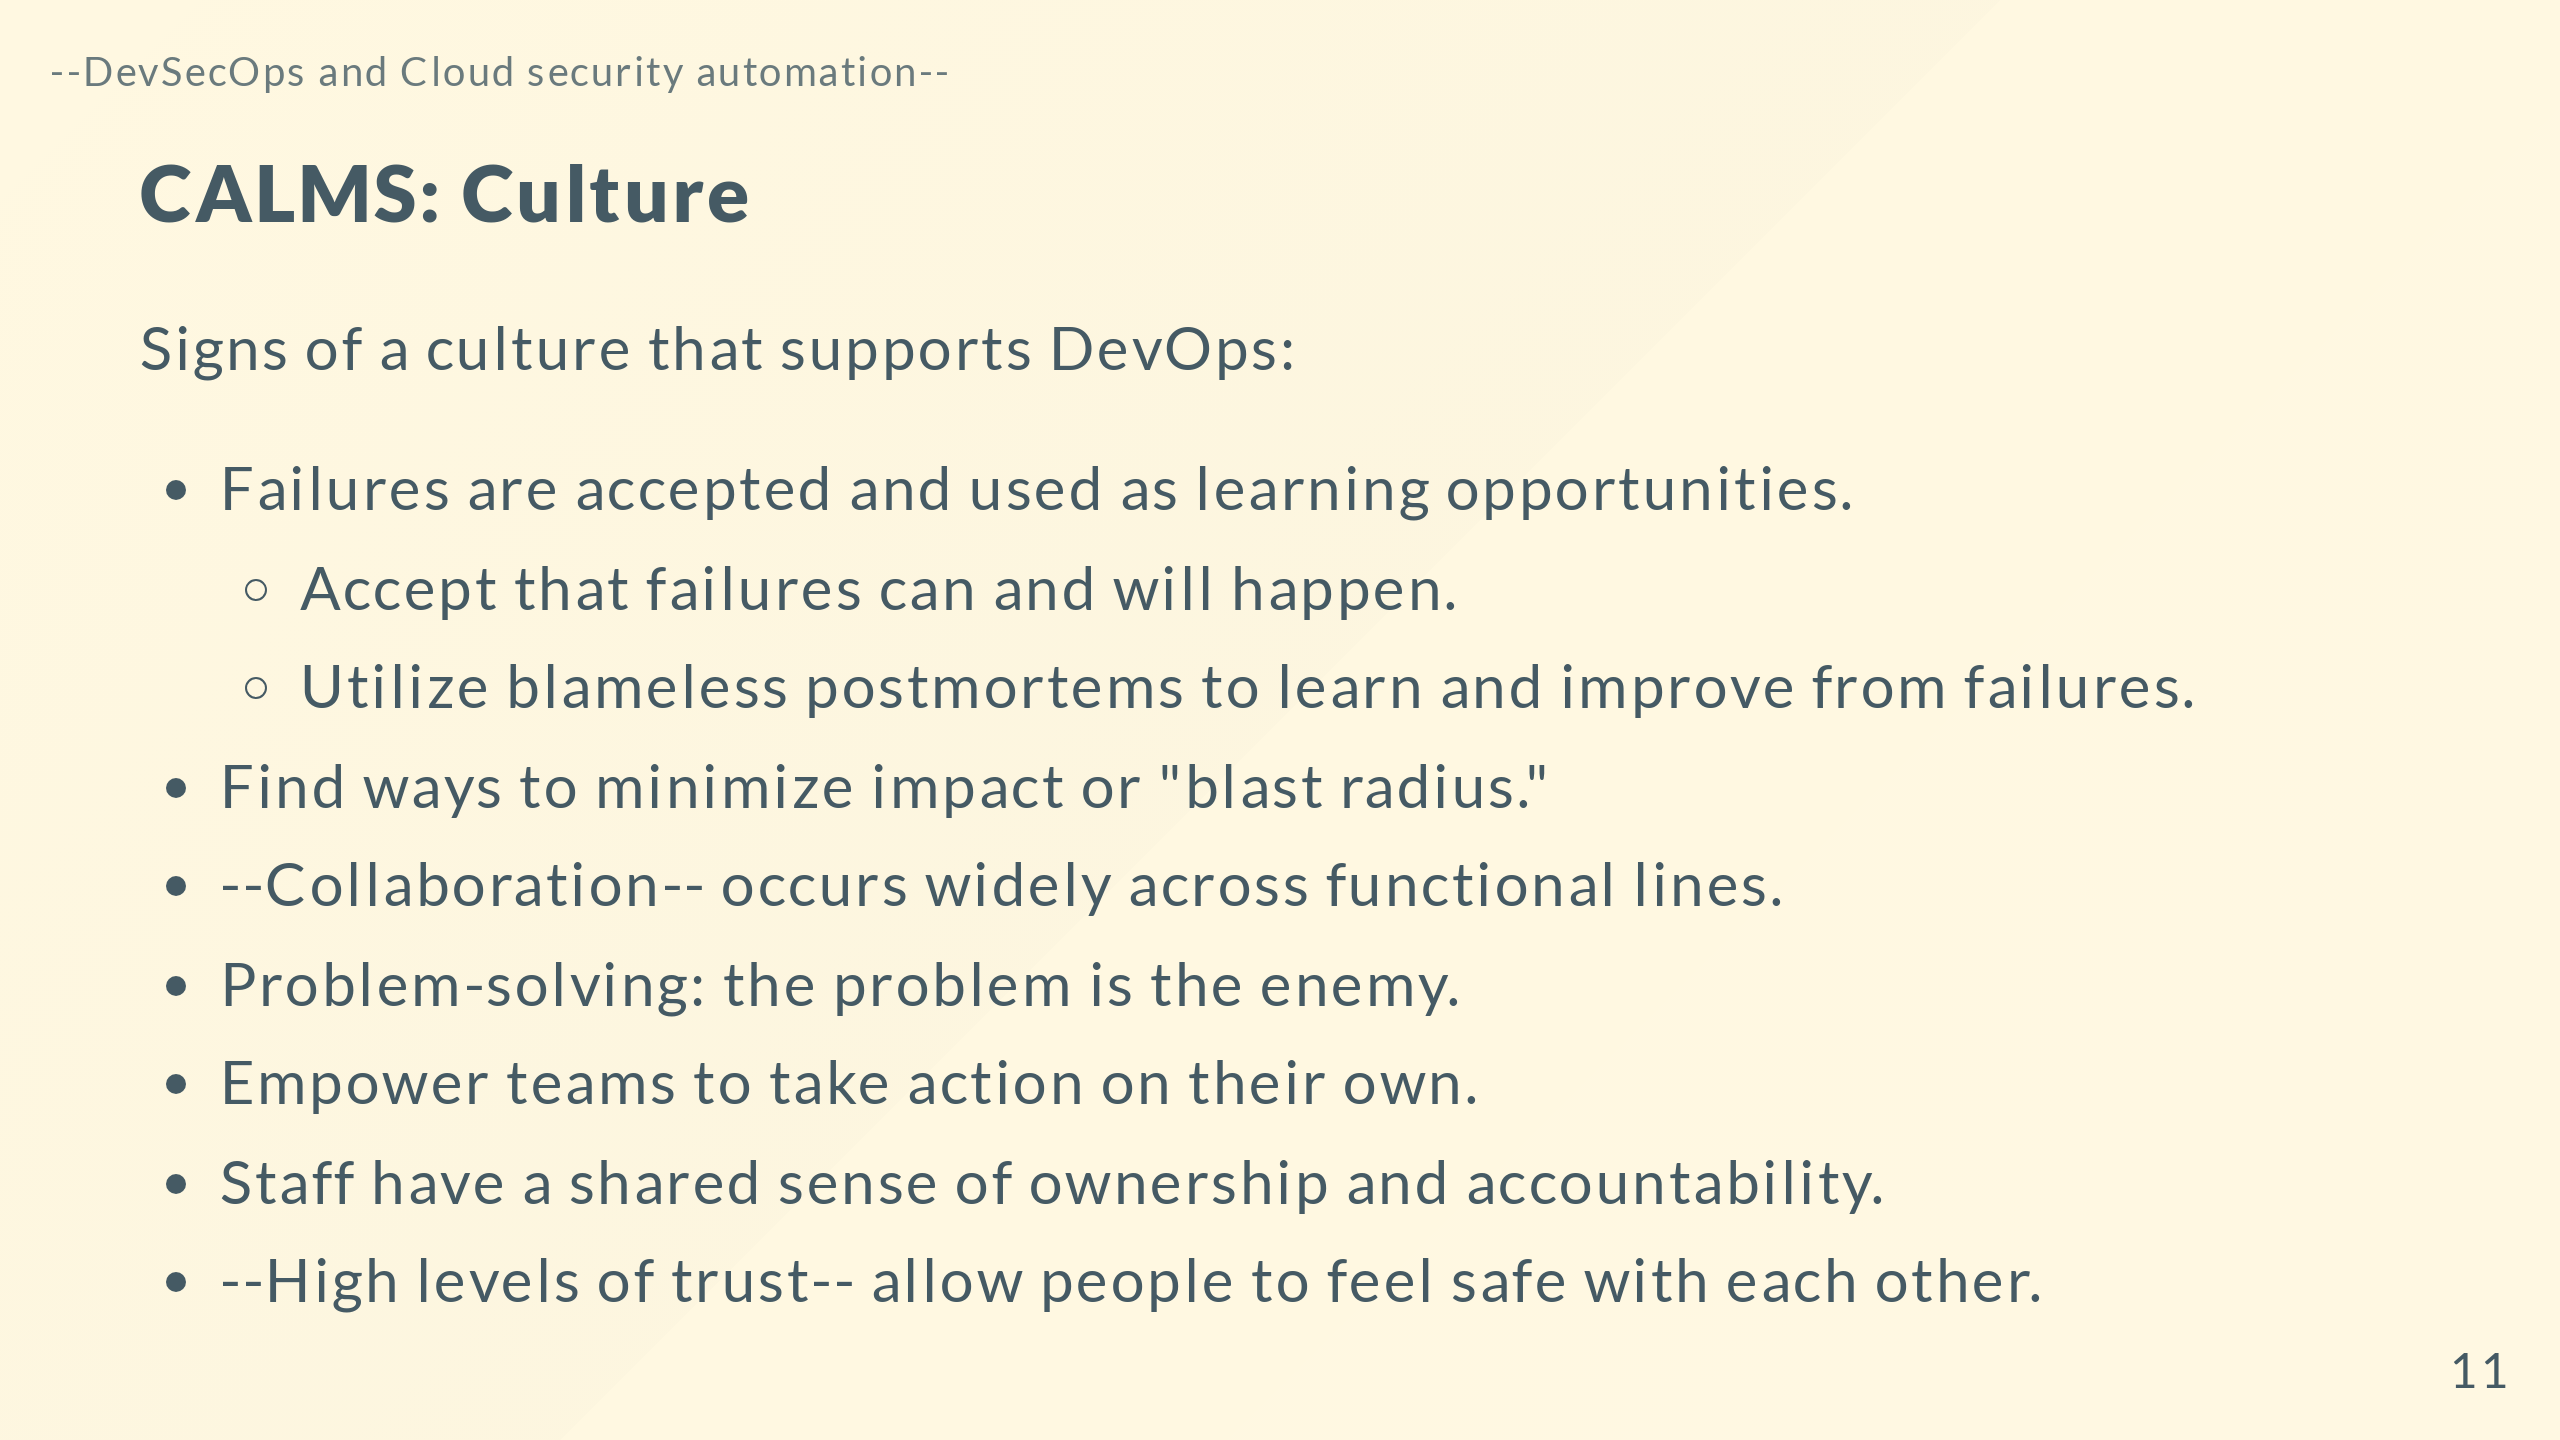 --DevSecOps and Cloud security automation--
CALMS: Culture
Signs of a culture that supports DevOps:
• Failures are accepted and used as learning opportunities.
◦ Accept that failures can and will happen.
◦ Utilize blameless postmortems to learn and improve from failures.
• Find ways to minimize impact or "blast radius."
• --Collaboration-- occurs widely across functional lines.
• Problem-solving: the problem is the enemy.
• Empower teams to take action on their own.
• Staff have a shared sense of ownership and accountability.
• --High levels of trust-- allow people to feel safe with each other.
11